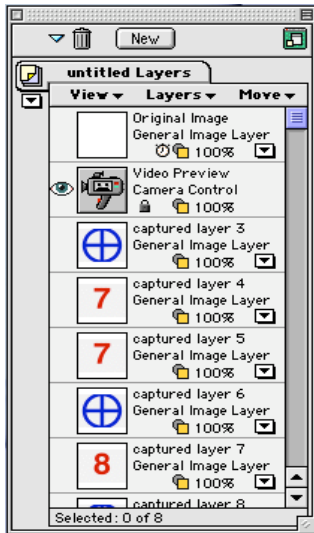 New
untitled Layers
View Layers Move
Original Image
General Image Layer
100%
Video Preview
Camera Control
100%
captured layer 3
General Image Layer
100%
7
captured layer 4
General Image Layer
100%
7
captured layer 5
General Image Layer
100%
captured layer 6
General Image Layer
100%
8
captured layer 7
General Image Layer
100%
captured layer 8
Selected: 0 of 8